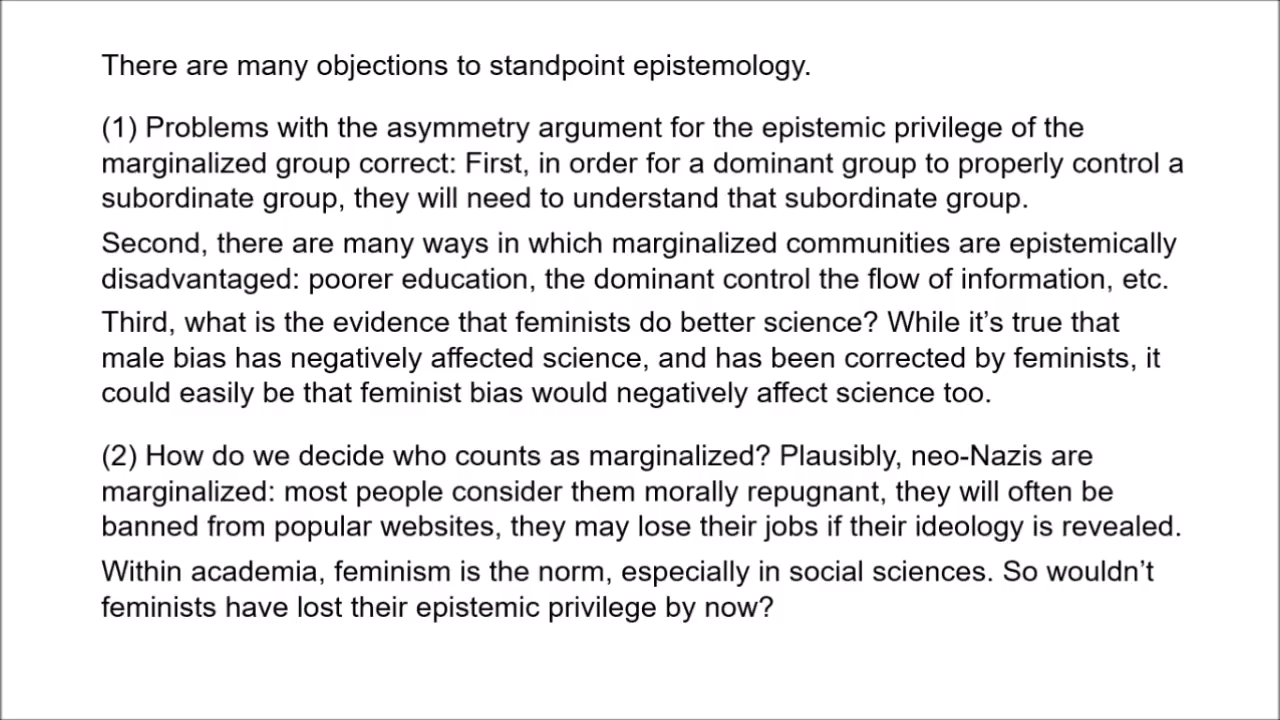 There are many objections to standpoint epistemology.
(1) Problems with the asymmetry argument for the epistemic privilege of the
marginalized group correct: First, in order for a dominant group to properly control a
subordinate group, they will need to understand that subordinate group.
Second, there are many ways in which marginalized communities are epistemically
disadvantaged: poorer education, the dominant control the flow of information, etc.
Third, what is the evidence that feminists do better science? While it's true that
male bias has negatively affected science, and has been corrected by feminists, it
could easily be that feminist bias would negatively affect science too.
(2) How do we decide who counts as marginalized? Plausibly, neo-Nazis are
marginalized: most people consider them morally repugnant, they will often be
banned from popular websites, they may lose their jobs if their ideology is revealed.
Within academia, feminism is the norm, especially in social sciences. So wouldn't
feminists have lost their epistemic privilege by now?